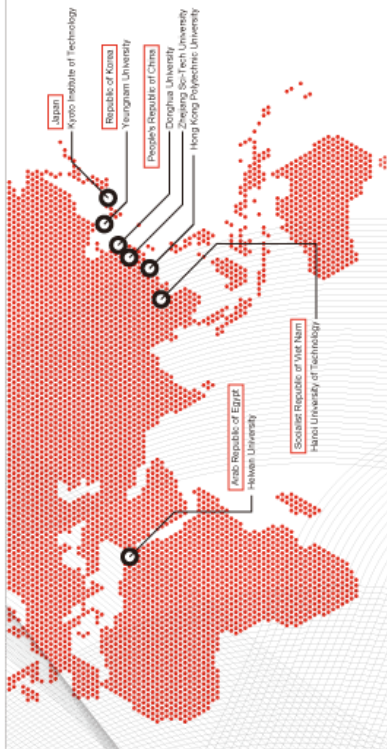 Japan
Kyoto Institute of Technology
Republic of Korea
Yeungnam University
People's Republic of China
Donghua University
Zhejiang Sci-Tech University
Hong Kong Polytechnic University
Socialist Republic of Viet Nam
Hanoi University of Technology
Arab Republic of Egypt
Helwan University